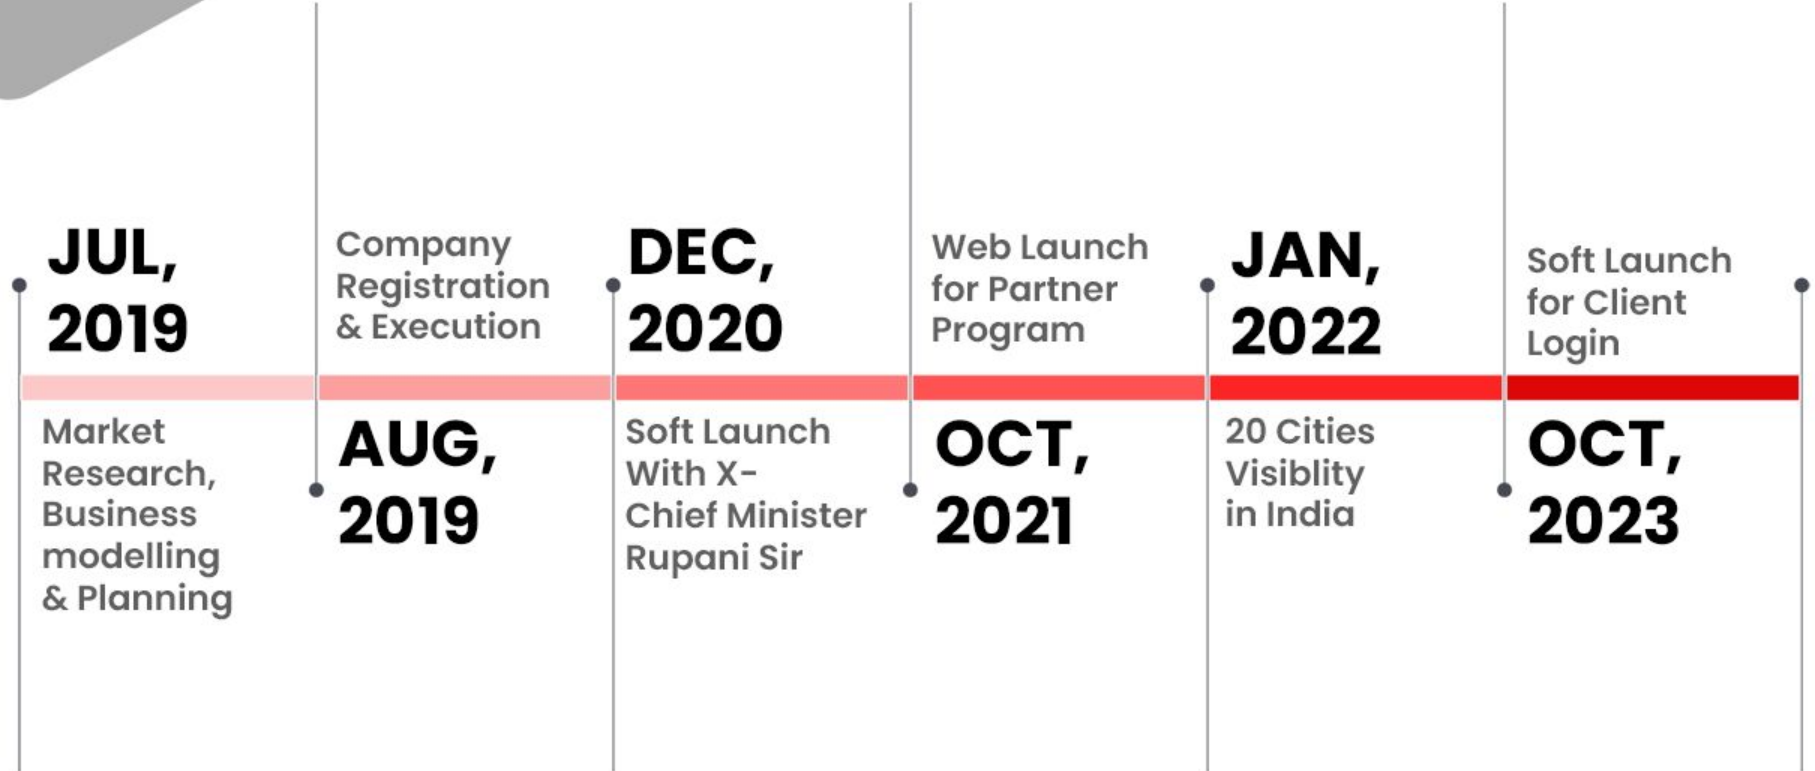 JUL,
2019
Market
Research,
Business
modelling
& Planning
Company
Registration
& Execution
AUG,
2019
DEC,
2020
Soft Launch
With X-
Chief Minister
Rupani Sir
Web Launch
for Partner
Program
OCT,
2021
JAN,
2022
20 Cities
Visiblity
in India
Soft Launch
for Client
Login
OCT,
2023